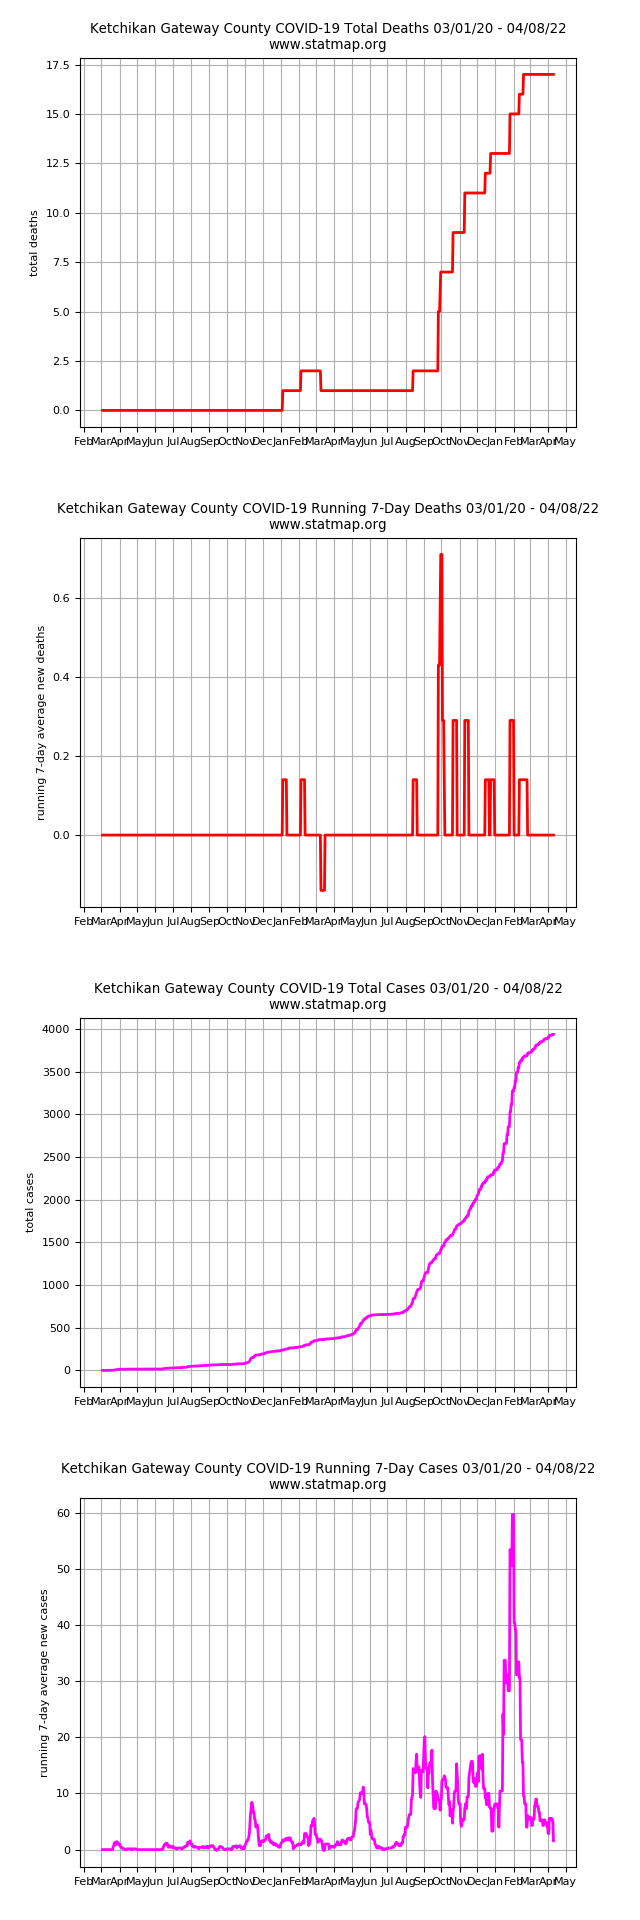 Ketchikan Gateway County COVID-19 Total Deaths 03/01/20 - 04/08/22
www.statmap.org
17.5
15.0
12.5
10.0
7.5
5.0
2.5
0.0
total deaths
Feb Mar Apr May Jun Jul Aug Sep Oct Nov Dec Jan Feb Mar Apr May Jun Jul Aug Sep Oct Nov Dec Jan Feb Mar Apr May
Ketchikan Gateway County COVID-19 Running 7-Day Deaths 03/01/20 - 04/08/22
www.statmap.org
0.6
0.4
0.2
0.0
running 7-day average new deaths
Feb Mar Apr May Jun Jul Aug Sep Oct Nov Dec Jan Feb Mar Apr May Jun Jul Aug Sep Oct Nov Dec Jan Feb Mar Apr May
Ketchikan Gateway County COVID-19 Total Cases 03/01/20 - 04/08/22
www.statmap.org
4000
3500
3000
2500
2000
1500
1000
500
0
total cases
Feb Mar Apr May Jun Jul Aug Sep Oct Nov Dec Jan Feb Mar Apr May Jun Jul Aug Sep Oct Nov Dec Jan Feb Mar Apr May
Ketchikan Gateway County COVID-19 Running 7-Day Cases 03/01/20 - 04/08/22
www.statmap.org
60
50
40
30
20
10
0
running 7-day average new cases
Feb Mar Apr May Jun Jul Aug Sep Oct Nov Dec Jan Feb Mar Apr May Jun Jul Aug Sep Oct Nov Dec Jan Feb Mar Apr May